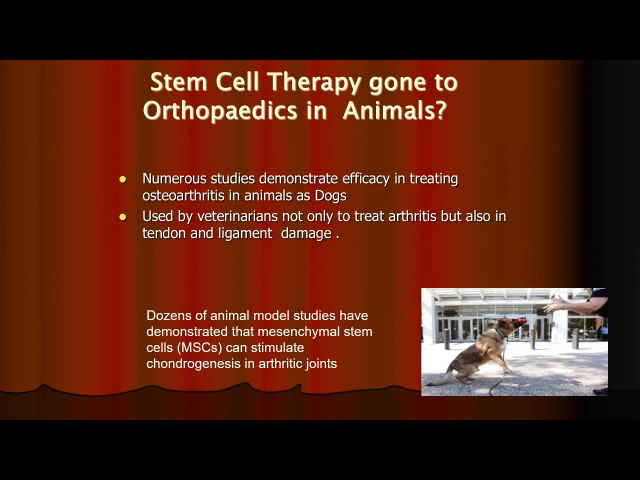 Stem Cell Therapy gone to
Orthopaedics in Animals?
Numerous studies demonstrate efficacy in treating
osteoarthritis in animals as Dogs
Used by veterinarians not only to treat arthritis but also in
tendon and ligament damage .
Dozens of animal model studies have
demonstrated that mesenchymal stem
cells (MSCs) can stimulate
chondrogenesis in arthritic joints